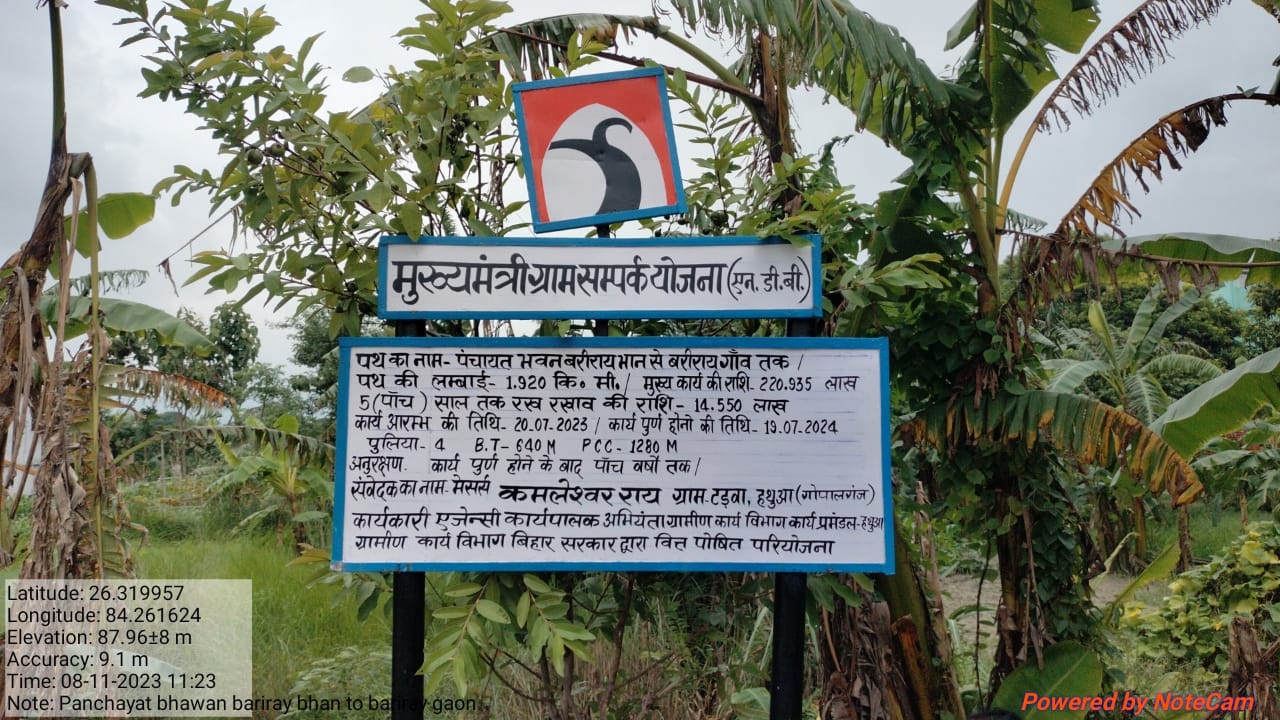 मुख्यमंत्री ग्राम सम्पर्क योजना (एन. डी. बी.)
पथ का नाम- पंचायत भवन बरीराय भान से बरीराय गाँव तक /
पथ की लम्बाई- 1.920 कि॰ मी. / मुख्य कार्य की राशि. 220.935 लाख
5 (पाँच) साल तक रख रखाव की राशि- 14.550 लाख
कार्य आरम्भ की तिथि- 20.07.2023 / कार्य पुर्ण होने की तिथि- 19.07.2024
पुलिया- 4 B.T- 640 M PCC- 1280 M
अनुरक्षण. कार्य पुर्ण होने के बाद पाँच वर्षो तक /
संवेदक का नाम- मेसर्स कमलेश्वर राय ग्राम-टड़वा, हथुआ (गोपालगंज)
कार्यकारी एजेन्सी कार्यपालक अभियंता ग्रामीण कार्य विभाग कार्य प्रमंडल-हथुआ
ग्रामीण कार्य विभाग बिहार सरकार द्वारा वित्त पोषित परियोजना
Latitude: 26.319957
Longitude: 84.261624
Elevation: 87.96±8 m
Accuracy: 9.1 m
Time: 08-11-2023 11:23
Note: Panchayat bhawan bariray bhan to bariray gaon
Powered by NoteCam